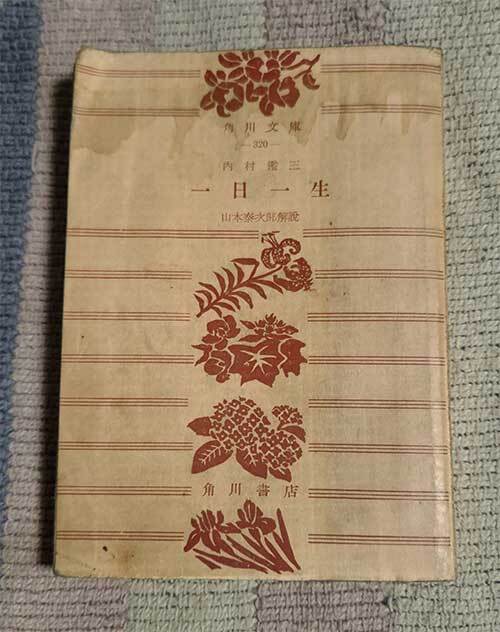 角川文庫
—320—
内村鑑三
一日一生
山本泰次郎解說
角川書店